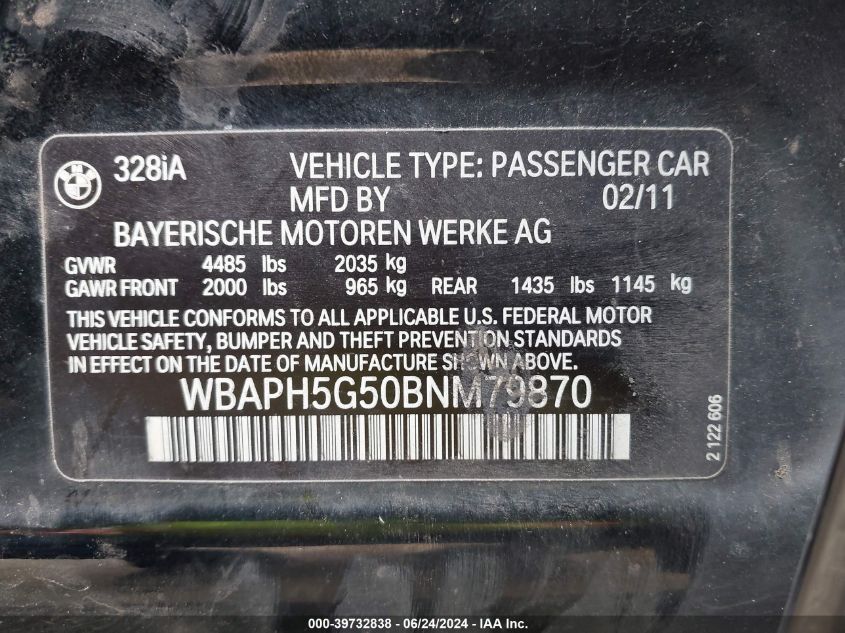 328iA VEHICLE TYPE: PASSENGER CAR
MFD BY 02/11
BAYERISCHE MOTOREN WERKE AG
GVWR 4485 lbs 2035 kg
GAWR FRONT 2000 lbs 965 kg REAR 1435 lbs 1145 kg
THIS VEHICLE CONFORMS TO ALL APPLICABLE U.S. FEDERAL MOTOR
VEHICLE SAFETY, BUMPER AND THEFT PREVENTION STANDARDS
IN EFFECT ON THE DATE OF MANUFACTURE SHOWN ABOVE.
WBAPH5G50BNM79870
2 122 606
000-39732838 - 06/24/2024 - IAA, Inc.